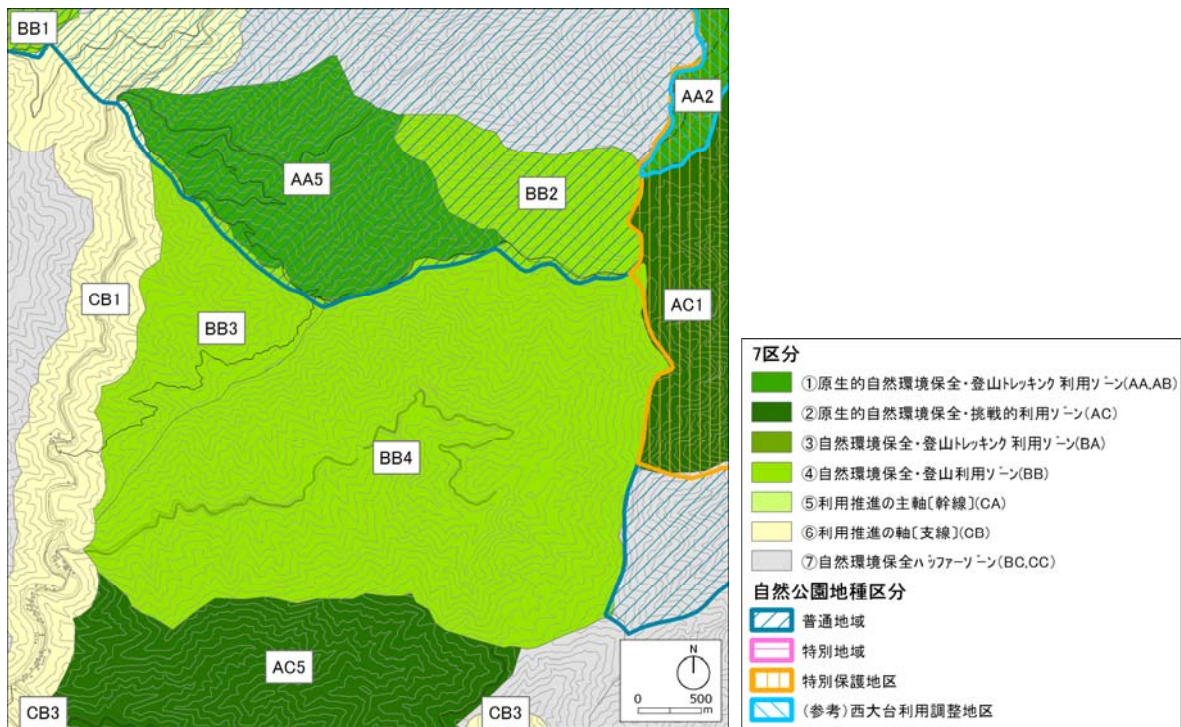 BB1
AA2
AA5
BB2
CB1
AC1
BB3
BB4
AC5
CB3
CB3
N
0 500
m
7区分
①原生的自然環境保全・登山トレッキング 利用ゾーン(AA,AB)
②原生的自然環境保全・挑戦的利用ゾーン(AC)
③自然環境保全・登山トレッキング 利用ゾーン(BA)
④自然環境保全・登山利用ゾーン(BB)
⑤利用推進の主軸〔幹線〕(CA)
⑥利用推進の軸〔支線〕(CB)
⑦自然環境保全バッファーゾーン(BC,CC)
自然公園地種区分
普通地域
特別地域
特別保護地区
(参考)西大台利用調整地区